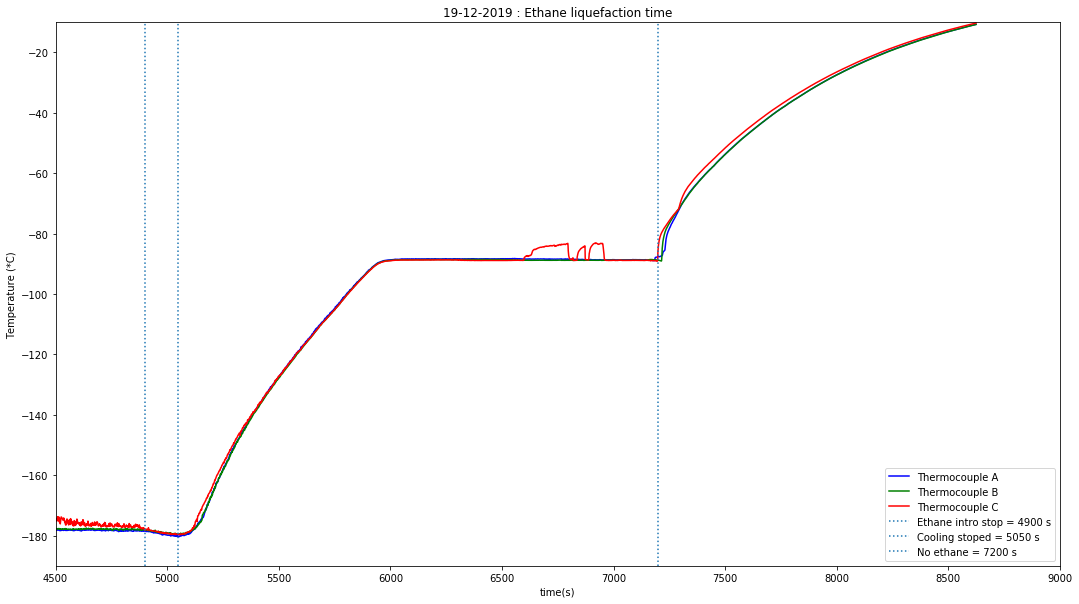 19-12-2019 : Ethane liquefaction time
Temperature (*C)
−20
−40
−60
−80
−100
−120
−140
−160
−180
Thermocouple A
Thermocouple B
Thermocouple C
Ethane intro stop = 4900 s
Cooling stoped = 5050 s
No ethane = 7200 s
4500 5000 5500 6000 6500 7000 7500 8000 8500 9000
time(s)